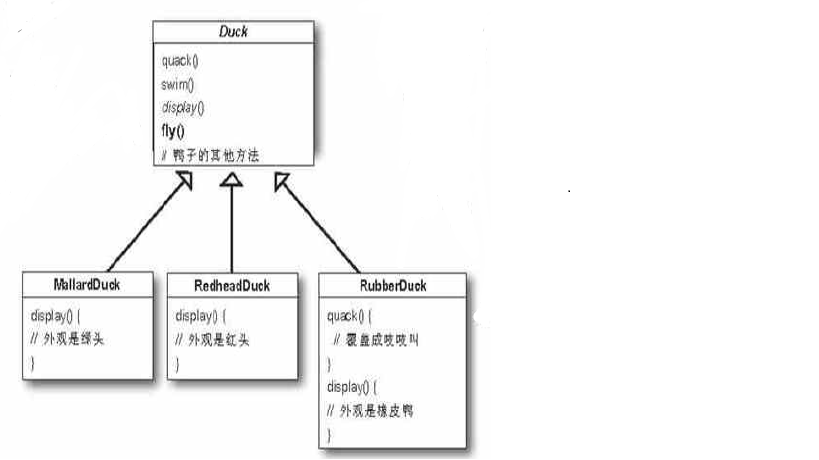 Duck
quack()
swim()
display()
fly()
// 鸭子的其他方法
MallardDuck
display() {
// 外观是绿头
}
RedheadDuck
display() {
// 外观是红头
}
RubberDuck
quack() {
// 覆盖成吱吱叫
}
display() {
// 外观是橡皮鸭
}